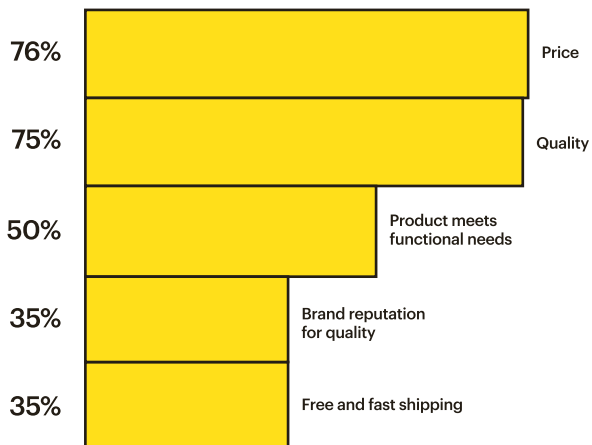 76%
Price
75%
Quality
50%
Product meets
functional needs
35%
Brand reputation
for quality
35%
Free and fast shipping